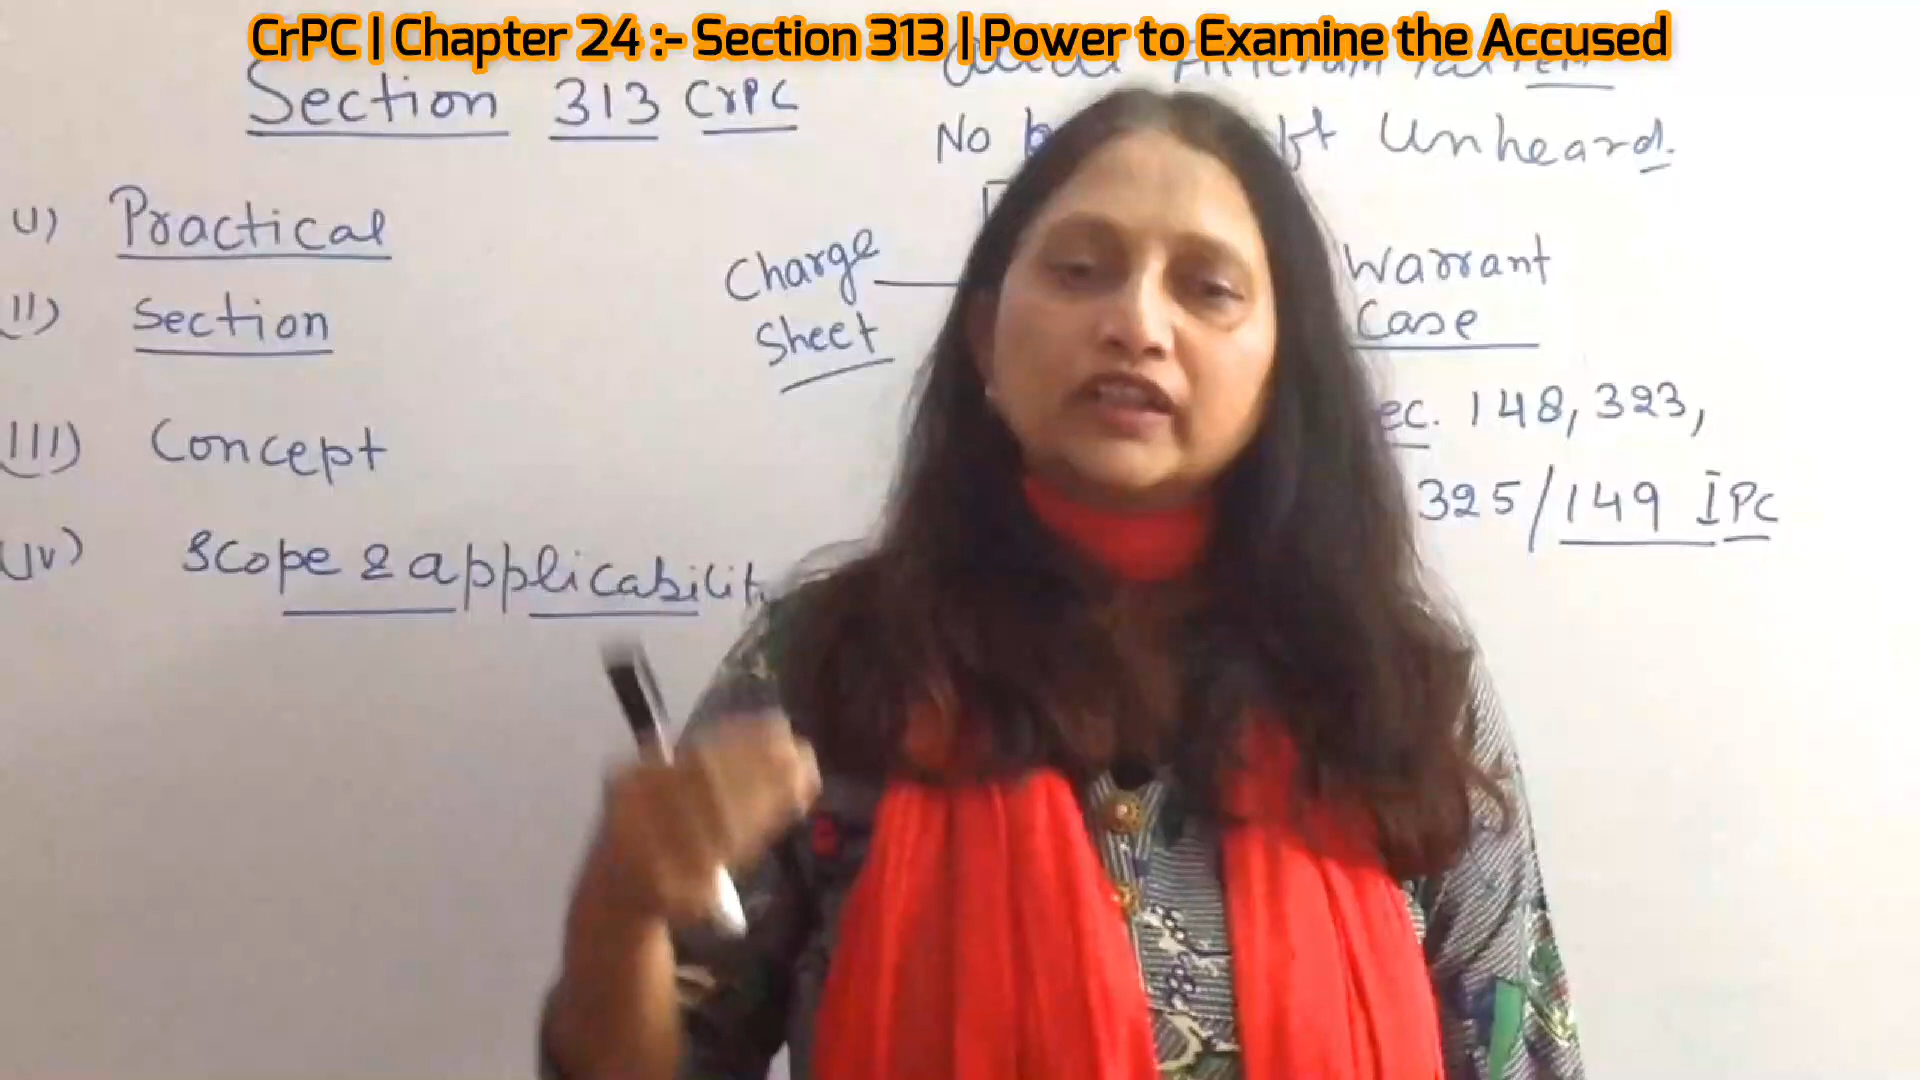 CrPC | Chapter 24 :- Section 313 | Power to Examine the Accused
Section 313 CrPC
No Unheard.
i) Practical
ii) Section
iii) Concept
iv) Scope & applicability
Charge
Sheet
Warrant
Case
148, 323,
325/149 IPC